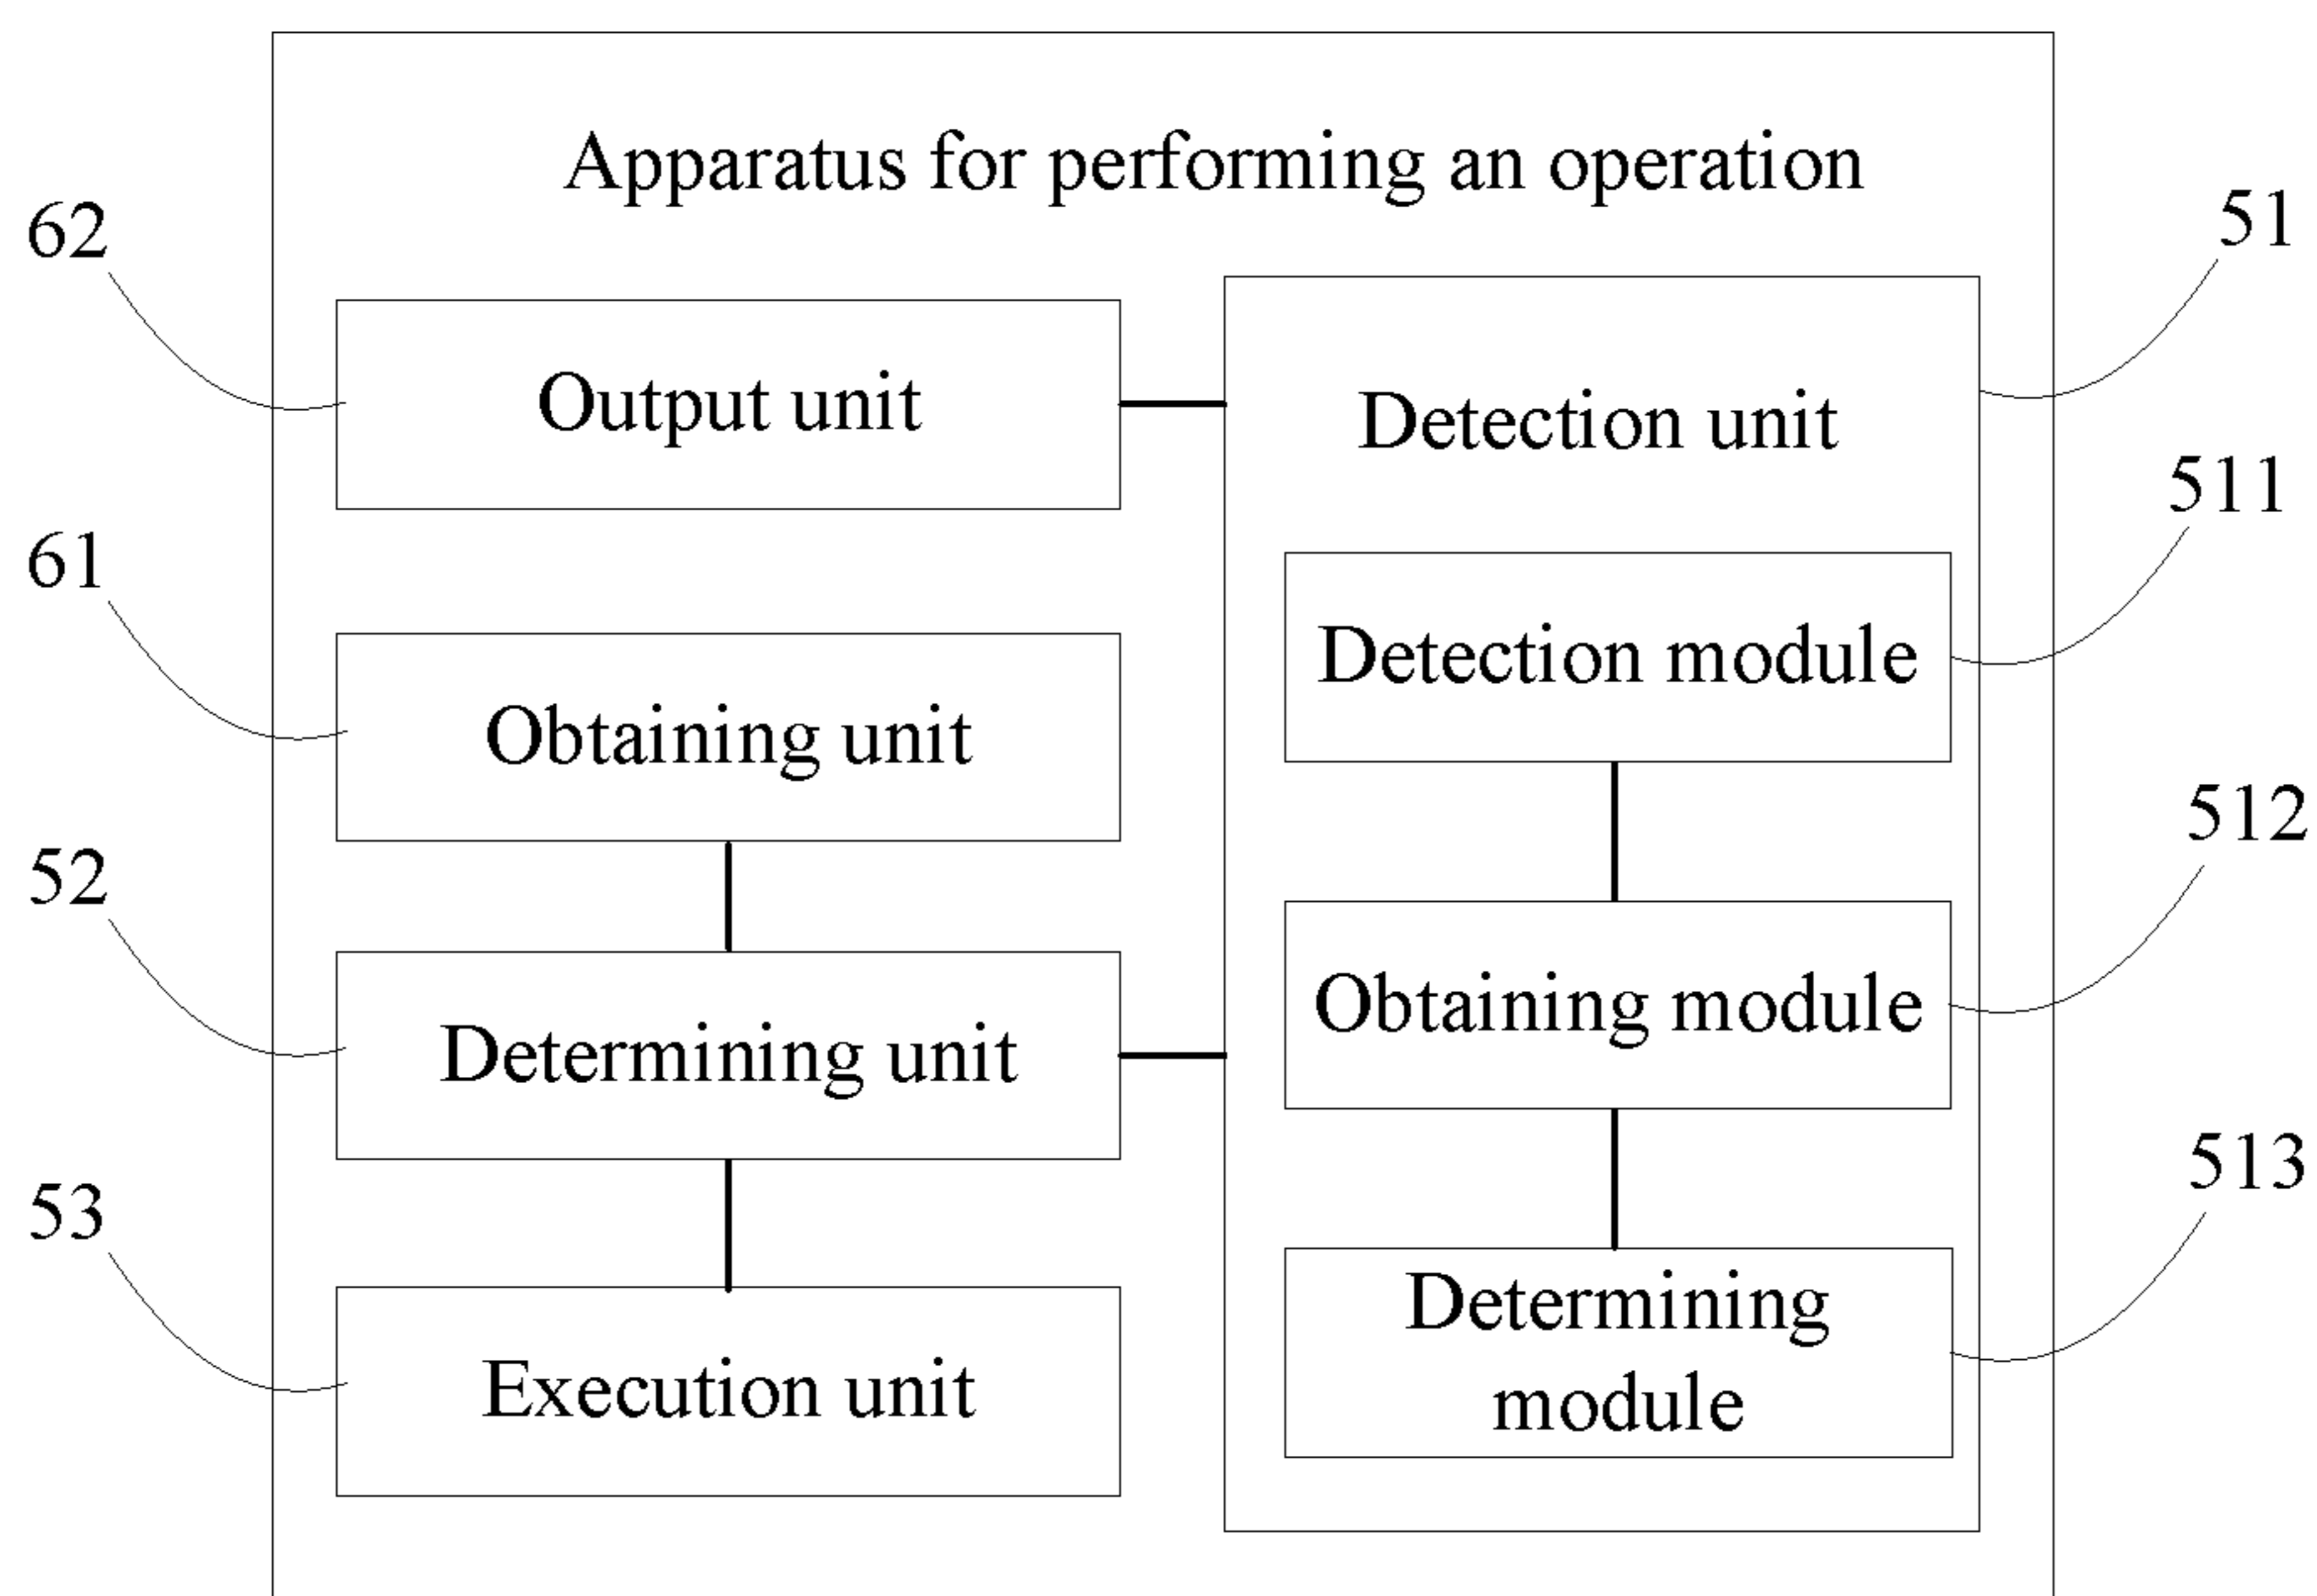 Apparatus for performing an operation
62
51
Output unit
Detection unit
511
61
Detection module
Obtaining unit
512
52
Obtaining module
Determining unit
513
53
Determining
module
Execution unit